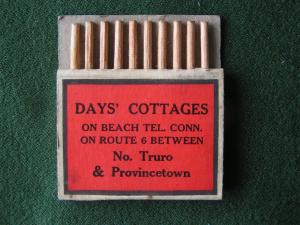 DAYS' COTTAGES
ON BEACH TEL. CONN.
ON ROUTE 6 BETWEEN
No. Truro
& Provincetown